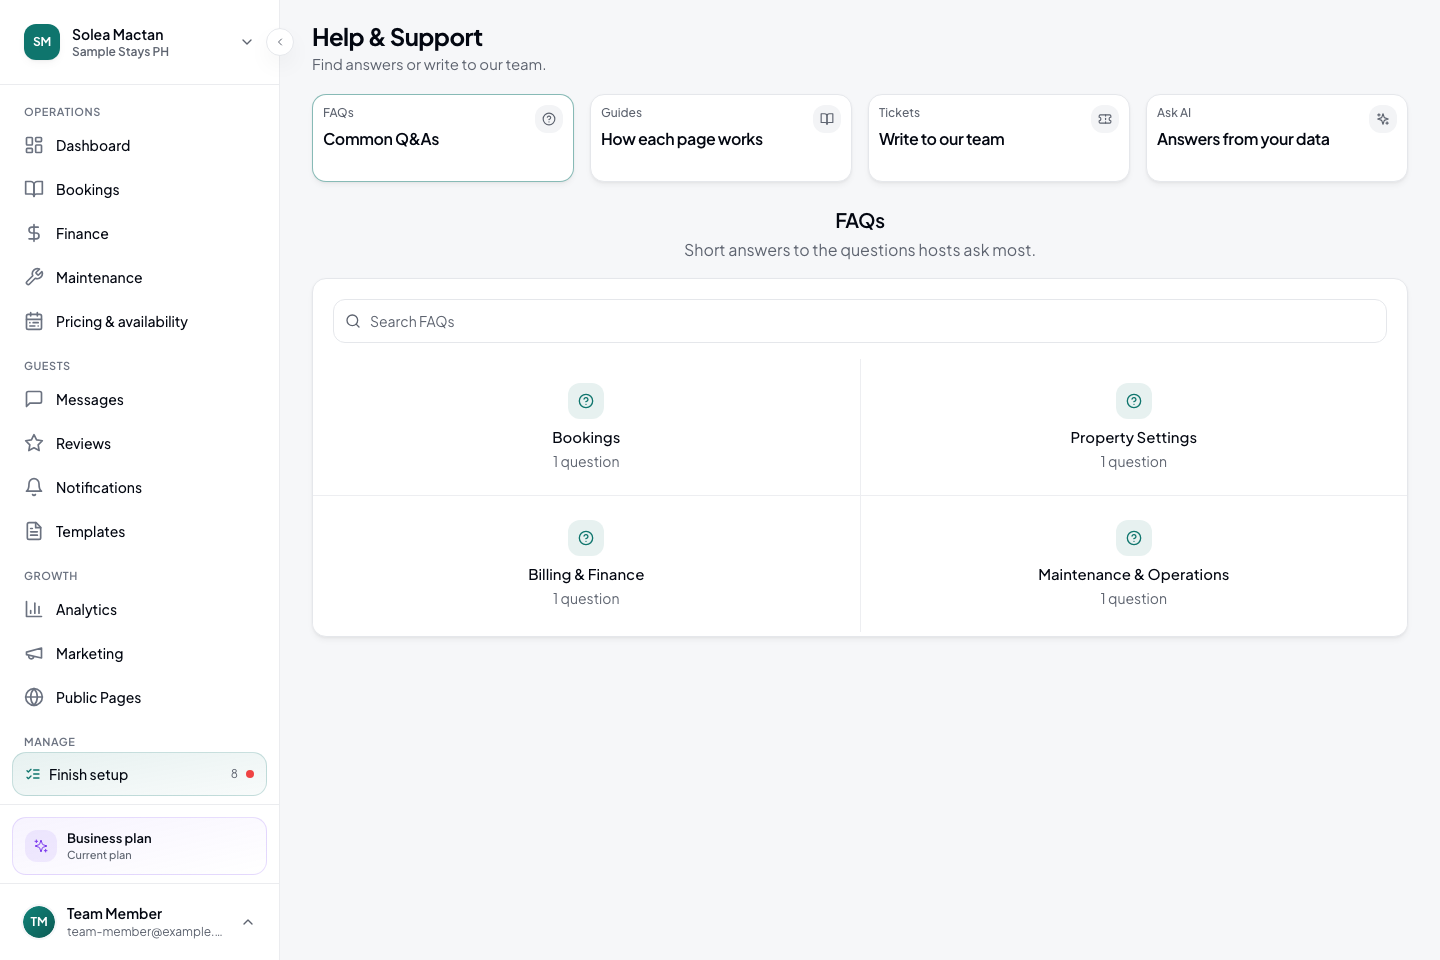 SM
Solea Mactan
Sample Stays PH
OPERATIONS
Dashboard
Bookings
Finance
Maintenance
Pricing & availability
GUESTS
Messages
Reviews
Notifications
Templates
GROWTH
Analytics
Marketing
Public Pages
MANAGE
Finish setup 8
Business plan
Current plan
TM
Team Member
team-member@example....
Help & Support
Find answers or write to our team.
FAQs
Common Q&As
Guides
How each page works
Tickets
Write to our team
Ask AI
Answers from your data
FAQs
Short answers to the questions hosts ask most.
Search FAQs
Bookings
1 question
Property Settings
1 question
Billing & Finance
1 question
Maintenance & Operations
1 question